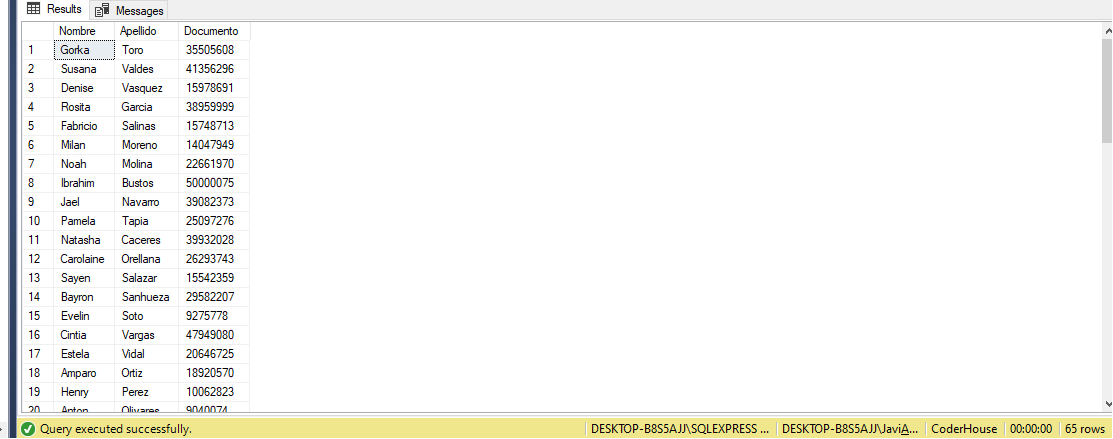 Results Messages
Nombre Apellido Documento
1 Gorka Toro 35505608
2 Susana Valdes 41356296
3 Denise Vasquez 15978691
4 Rosita Garcia 38959999
5 Fabricio Salinas 15748713
6 Milan Moreno 14047949
7 Noah Molina 22661970
8 Ibrahim Bustos 50000075
9 Jael Navarro 39082373
10 Pamela Tapia 25097276
11 Natasha Caceres 39932028
12 Carolaine Orellana 26293743
13 Sayen Salazar 15542359
14 Bayron Sanhueza 29582207
15 Evelin Soto 9275778
16 Cintia Vargas 47949080
17 Estela Vidal 20646725
18 Amparo Ortiz 18920570
19 Henry Perez 10062823
20 Anton Olivares 9040074
Query executed successfully. DESKTOP-B8S5AJJ\SQLEXPRESS ... DESKTOP-B8S5AJJ\JaviA... CoderHouse 00:00:00 65 rows